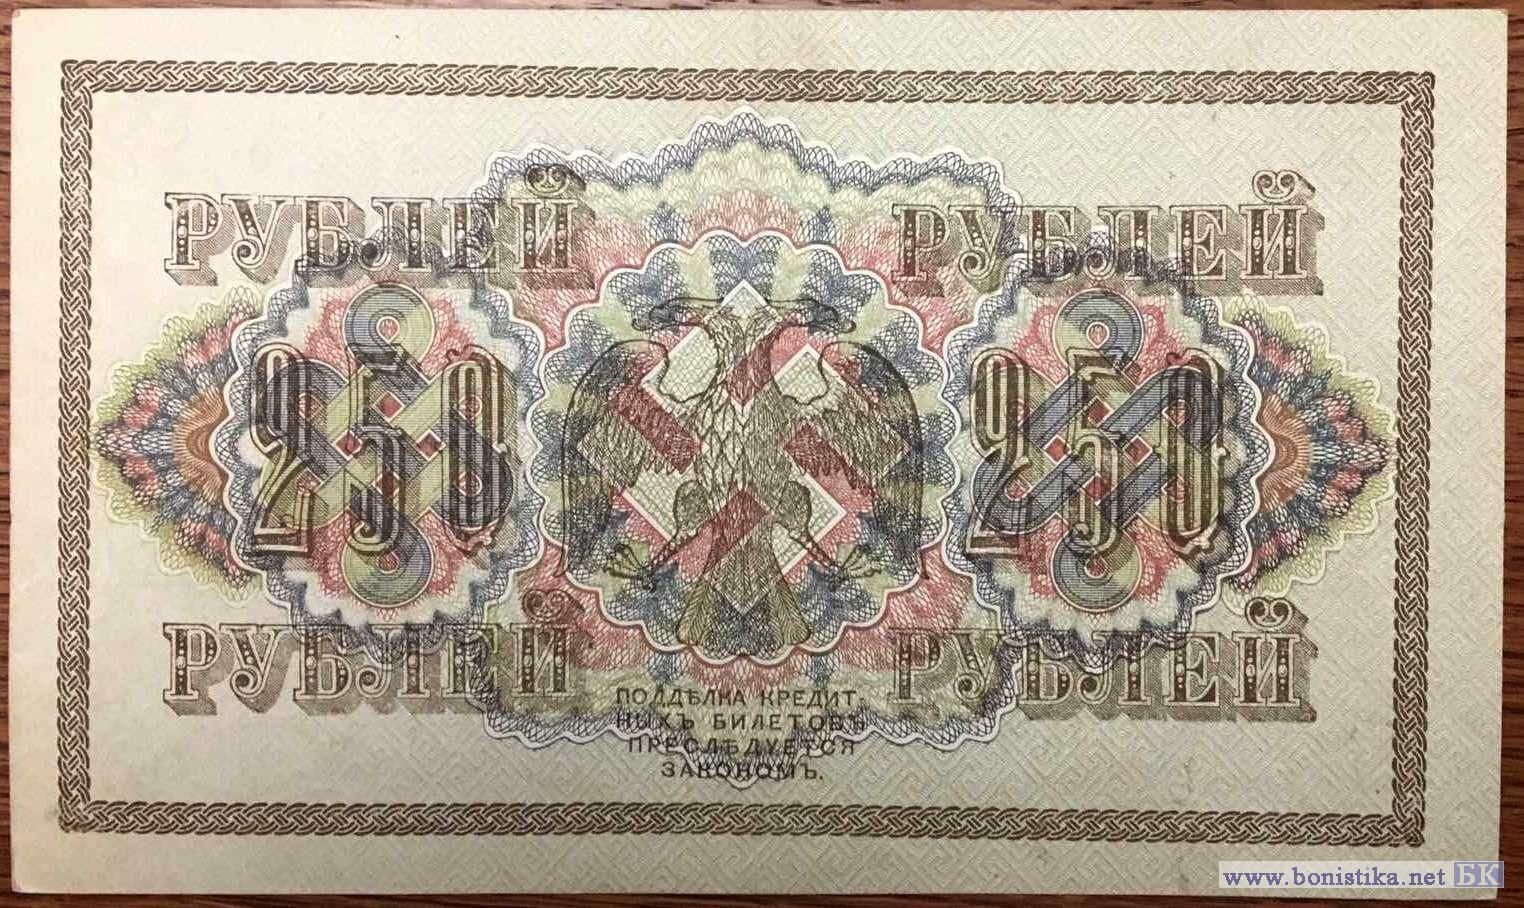 РУБЛЕЙ РУБЛЕЙ
250 250
РУБЛЕЙ РУБЛЕЙ
ПОДДѢЛКА КРЕДИТ-
НЫХЪ БИЛЕТОВЪ
ПРЕСЛѢДУЕТСЯ
ЗАКОНОМЪ.
www.bonistika.net БК